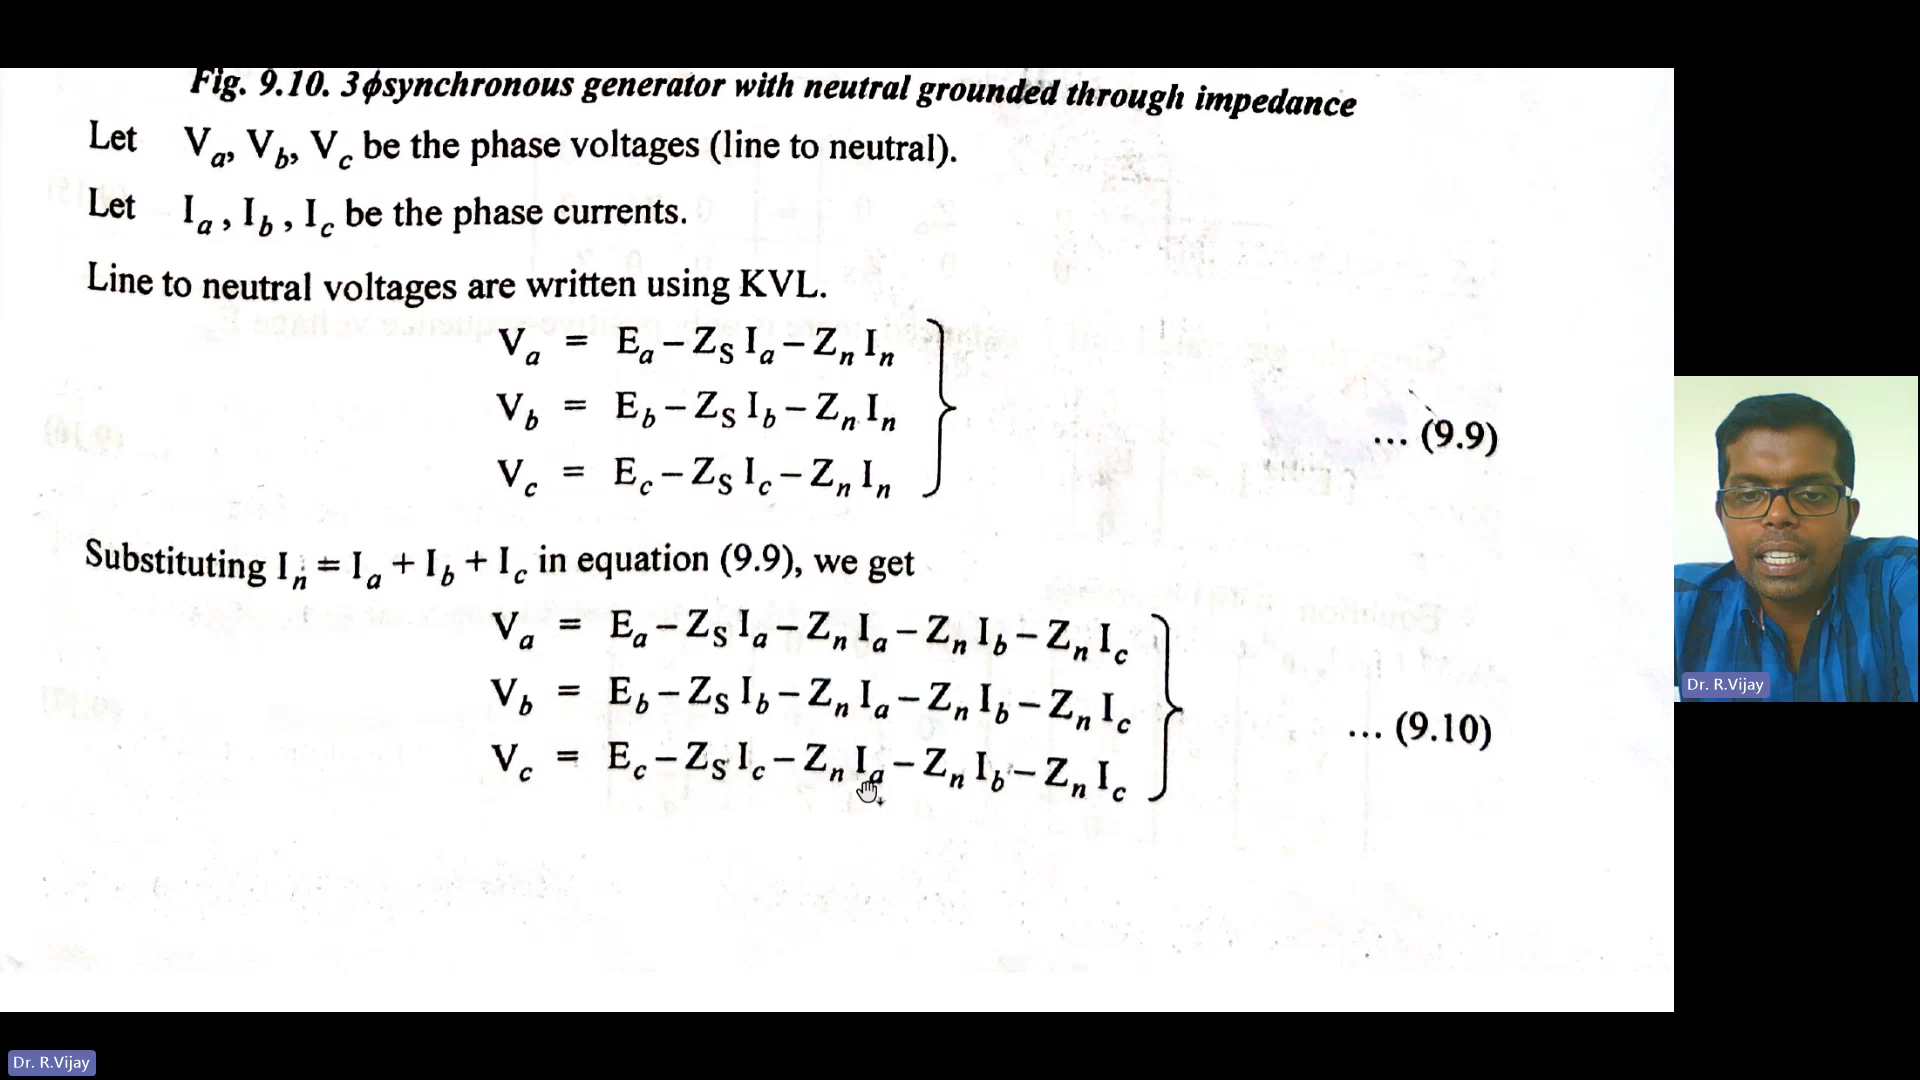 Fig. 9.10. 3ϕsynchronous generator with neutral grounded through impedance
Let V_a, V_b, V_c be the phase voltages (line to neutral).
Let I_a, I_b, I_c be the phase currents.
Line to neutral voltages are written using KVL.
V_a = E_a − Z_S I_a − Z_n I_n
V_b = E_b − Z_S I_b − Z_n I_n
... (9.9)
V_c = E_c − Z_S I_c − Z_n I_n
Substituting I_n = I_a + I_b + I_c in equation (9.9), we get
V_a = E_a − Z_S I_a − Z_n I_a − Z_n I_b − Z_n I_c
V_b = E_b − Z_S I_b − Z_n I_a − Z_n I_b − Z_n I_c
... (9.10)
V_c = E_c − Z_S I_c − Z_n I_a − Z_n I_b − Z_n I_c
Dr. R.Vijay
Dr. R.Vijay